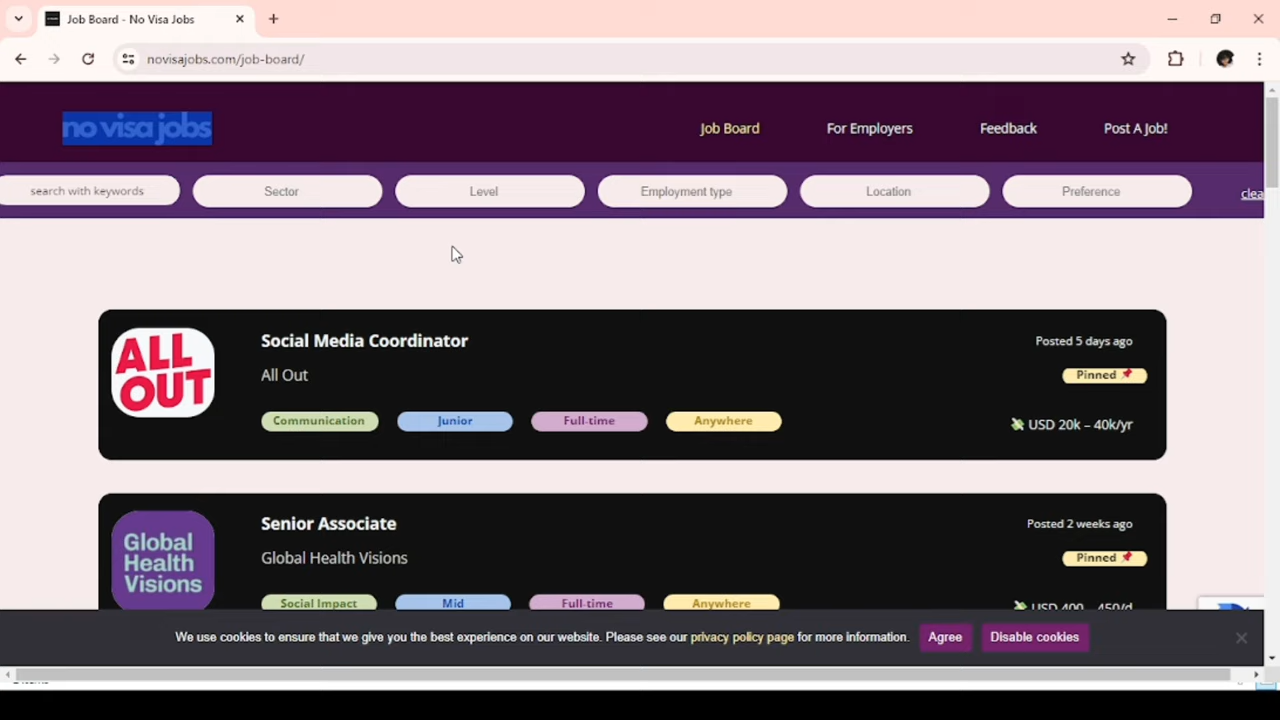 Job Board - No Visa Jobs
novisajobs.com/job-board/
no visa jobs
Job Board
For Employers
Feedback
Post A Job!
search with keywords
Sector
Level
Employment type
Location
Preference
clea
Social Media Coordinator
Posted 5 days ago
ALL OUT
All Out
Pinned
Communication
Junior
Full-time
Anywhere
USD 20k – 40k/yr
Senior Associate
Posted 2 weeks ago
Global
Health
Visions
Global Health Visions
Pinned
Social Impact
Mid
Full-time
Anywhere
USD 400 – 450/d
We use cookies to ensure that we give you the best experience on our website. Please see our privacy policy page for more information.
Agree
Disable cookies